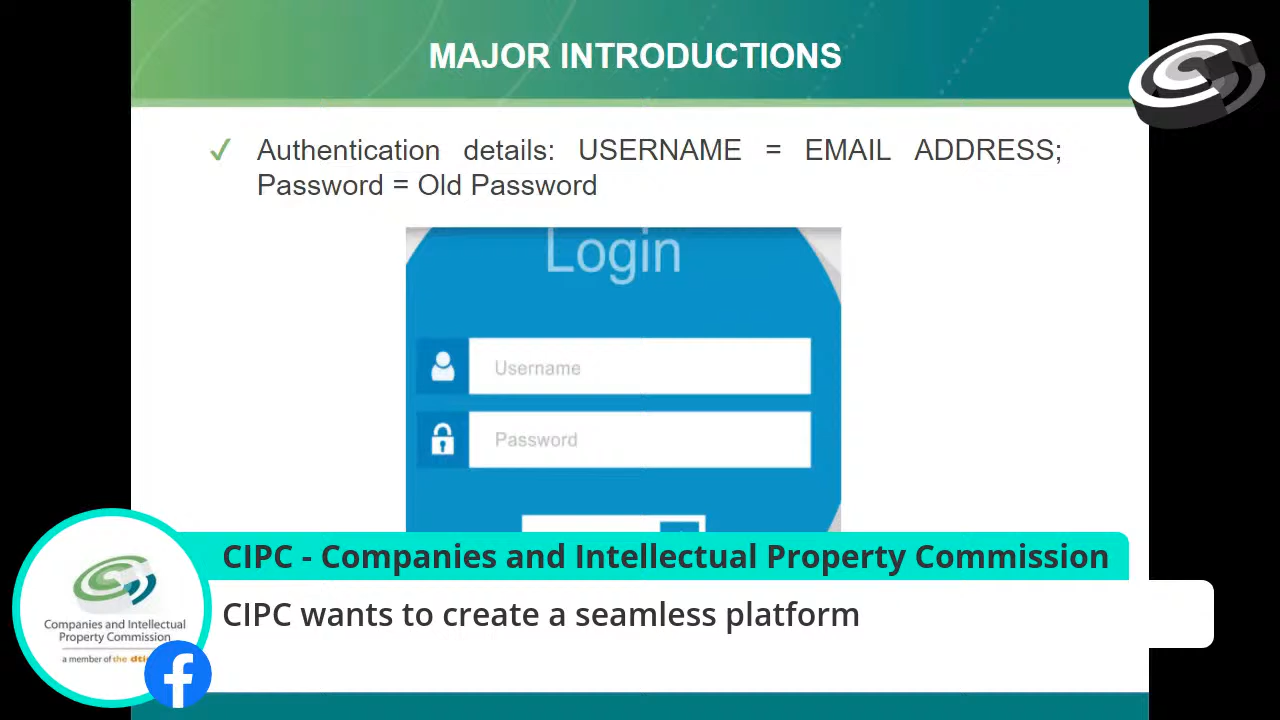 MAJOR INTRODUCTIONS
✓ Authentication details: USERNAME = EMAIL ADDRESS;
Password = Old Password
Login
Username
Password
CIPC - Companies and Intellectual Property Commission
CIPC wants to create a seamless platform
Companies and Intellectual
Property Commission
a member of the dti